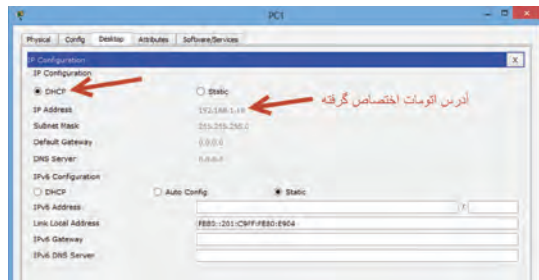 PC1
Physical Config Desktop Attributes Software/Services
IP Configuration X
IP Configuration
DHCP Static
IP Address 192.168.1.10
آدرس اتومات اختصاص گرفته
Subnet Mask 255.255.255.0
Default Gateway 0.0.0.0
DNS Server 0.0.0.0
IPv6 Configuration
DHCP Auto Config Static
IPv6 Address /
Link Local Address FE80::201:C9FF:FE80:E904
IPv6 Gateway
IPv6 DNS Server